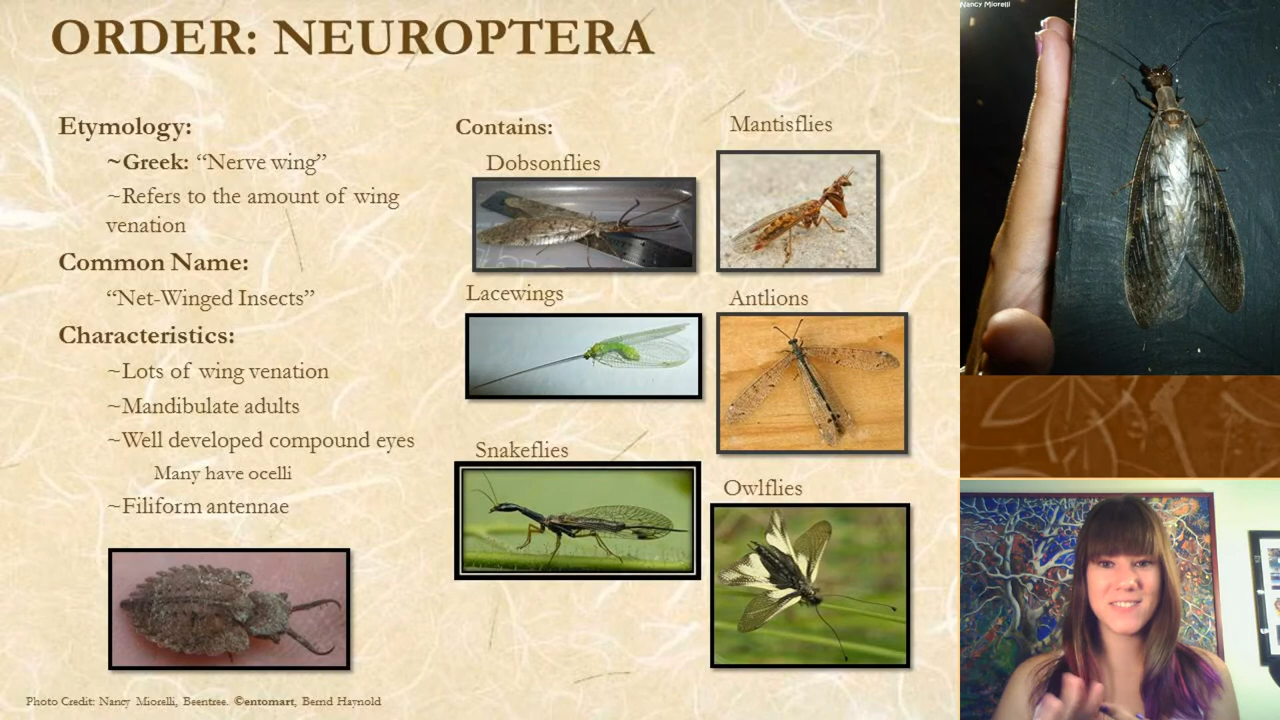 ORDER: NEUROPTERA
Etymology:
~Greek: “Nerve wing”
~Refers to the amount of wing
venation
Common Name:
“Net-Winged Insects”
Characteristics:
~Lots of wing venation
~Mandibulate adults
~Well developed compound eyes
Many have ocelli
~Filiform antennae
Contains:
Dobsonflies
Lacewings
Snakeflies
Mantisflies
Antlions
Owlflies
Photo Credit: Nancy Miorelli, Beentree. ©entomart, Bernd Haynold
Nancy Miorelli